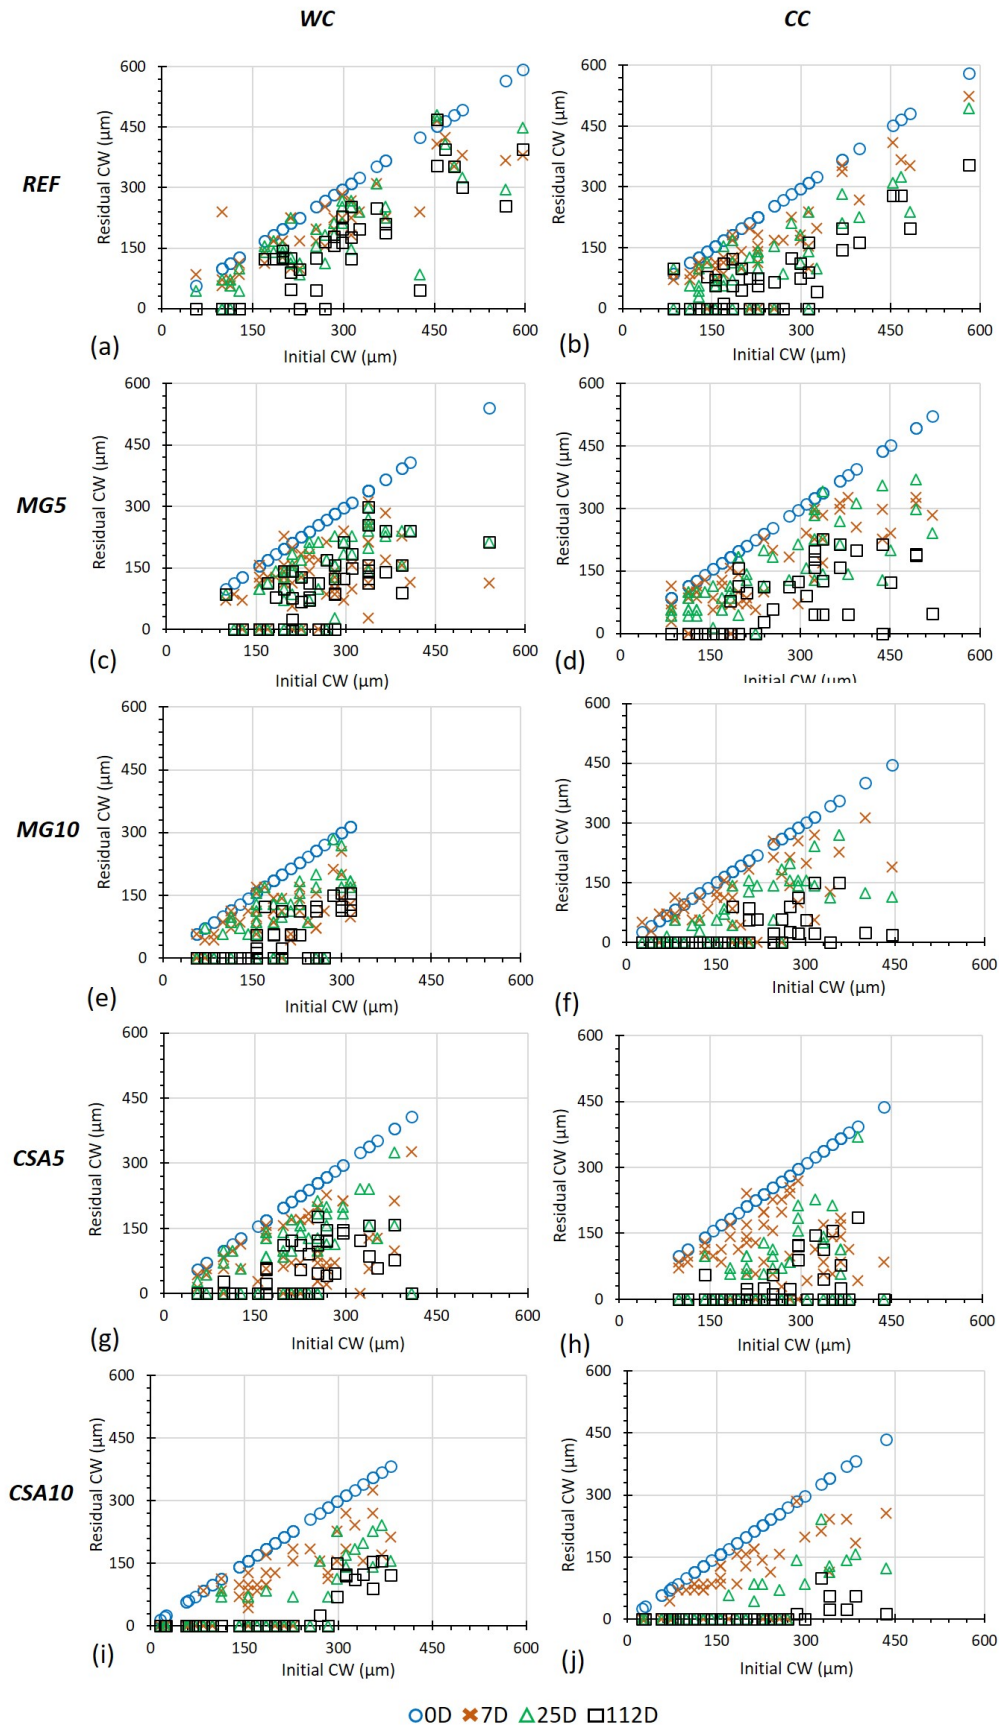 WC CC
REF
Residual CW (µm) Residual CW (µm)
600 600
450 450
300 300
150 150
0 0
0 150 300 450 600 0 150 300 450 600
(a) Initial CW (µm) (b) Initial CW (µm)
MG5
Residual CW (µm) Residual CW (µm)
600 600
450 450
300 300
150 150
0 0
0 150 300 450 600 0 150 300 450 600
(c) Initial CW (µm) (d) Initial CW (µm)
MG10
Residual CW (µm) Residual CW (µm)
600 600
450 450
300 300
150 150
0 0
0 150 300 450 600 0 150 300 450 600
(e) Initial CW (µm) (f) Initial CW (µm)
CSA5
Residual CW (µm) Residual CW (µm)
600 600
450 450
300 300
150 150
0 0
0 150 300 450 600 0 150 300 450 600
(g) Initial CW (µm) (h) Initial CW (µm)
CSA10
Residual CW (µm) Residual CW (µm)
600 600
450 450
300 300
150 150
0 0
0 150 300 450 600 0 150 300 450 600
(i) Initial CW (µm) (j) Initial CW (µm)
0D 7D 25D 112D